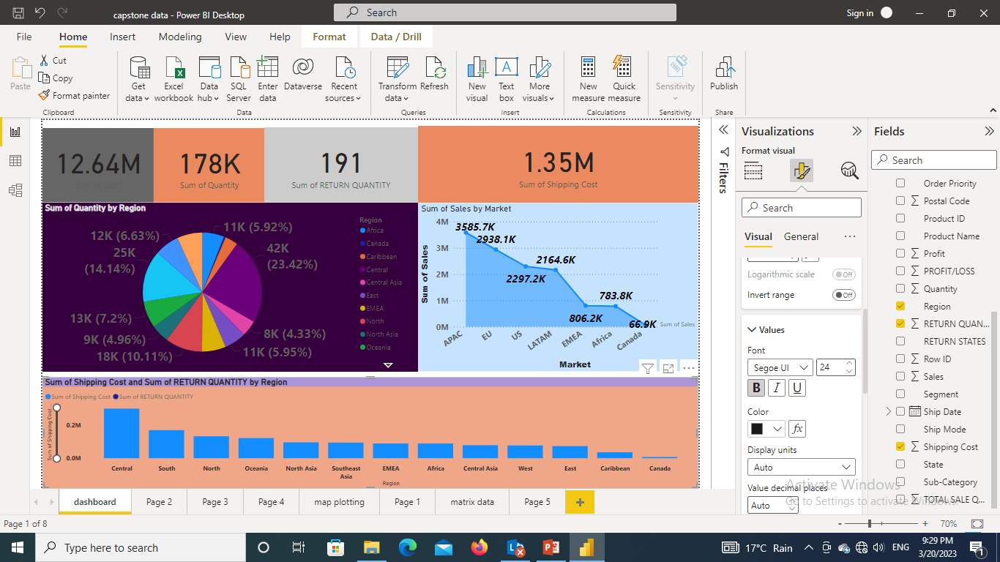 capstone data - Power BI Desktop
Search
Sign in
File Home Insert Modeling View Help Format Data / Drill
Paste
Cut
Copy
Format painter
Clipboard
Get data
Excel workbook
Data hub
SQL Server
Enter data
Dataverse
Recent sources
Data
Transform data
Refresh
Queries
New visual
Text box
More visuals
Insert
New measure
Quick measure
Calculations
Sensitivity
Sensitivity
Publish
Share
12.64M
Sum of Sales
178K
Sum of Quantity
191
Sum of RETURN QUANTITY
1.35M
Sum of Shipping Cost
Sum of Quantity by Region
11K (5.92%)
42K
(23.42%)
8K (4.33%)
11K (5.95%)
18K (10.11%)
9K (4.96%)
13K (7.2%)
25K
(14.14%)
12K (6.63%)
Region
Africa
Canada
Caribbean
Central
Central Asia
East
EMEA
North
North Asia
Oceania
Sum of Sales by Market
Sum of Sales
4M
3M
2M
1M
0M
3585.7K
2938.1K
2297.2K
2164.6K
806.2K
783.8K
66.9K
Sum of Sales
APAC
EU
US
LATAM
EMEA
Africa
Canada
Market
Sum of Shipping Cost and Sum of RETURN QUANTITY by Region
Sum of Shipping Cost Sum of RETURN QUANTITY
Sum of Shipping Cost...
0.2M
0.0M
Central South North Oceania North Asia Southeast Asia EMEA Africa Central Asia West East Caribbean Canada
Region
Filters
Visualizations
Format visual
Search
Visual General ...
Logarithmic scale Off
Invert range Off
Values
Font
Segoe UI 24
B I U
Color
fx
Display units
Auto
Value decimal places
Auto
Fields
Search
Order Priority
Σ Postal Code
Product ID
Product Name
Σ Profit
Σ PROFIT/LOSS
Σ Quantity
Region
Σ RETURN QUAN...
RETURN STATES
Σ Row ID
Σ Sales
Segment
Ship Date
Ship Mode
Σ Shipping Cost
State
Sub-Category
Σ TOTAL SALE Q...
Activate Windows
Go to Settings to activate Windows.
dashboard Page 2 Page 3 Page 4 map plotting Page 1 matrix data Page 5 +
Page 1 of 8
- + 70%
Type here to search
17°C Rain
ENG
9:29 PM
3/20/2023
1